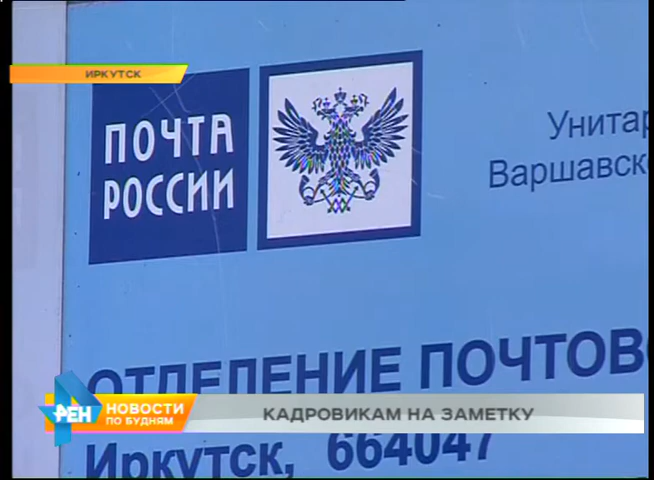 ИРКУТСК
ПОЧТА
РОССИИ
Унитар
Варшавск
ОТДЕЛЕНИЕ ПОЧТОВ
РЕН
НОВОСТИ
ПО БУДНЯМ
КАДРОВИКАМ НА ЗАМЕТКУ
Иркутск, 664047